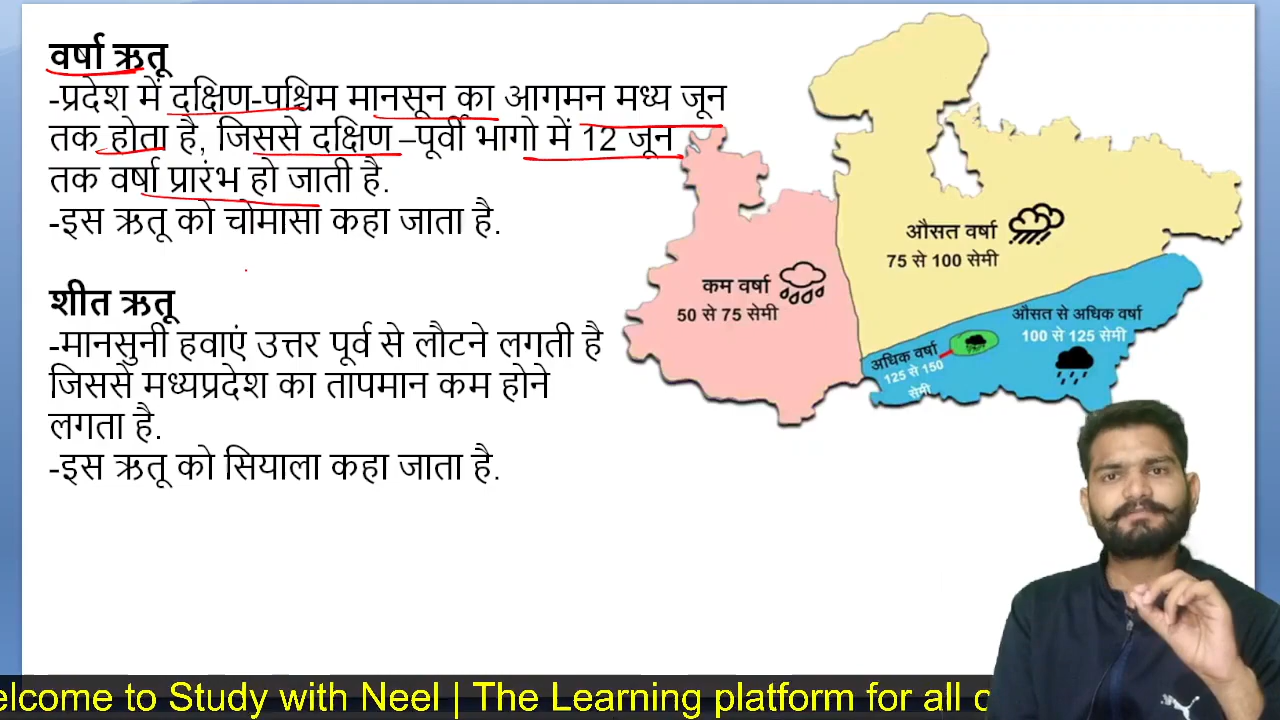 वर्षा ऋतू
-प्रदेश में दक्षिण-पश्चिम मानसून का आगमन मध्य जून
तक होता है, जिससे दक्षिण –पूर्वी भागो में 12 जून
तक वर्षा प्रारंभ हो जाती है.
-इस ऋतू को चोमासा कहा जाता है.
शीत ऋतू
-मानसुनी हवाएं उत्तर पूर्व से लौटने लगती है
जिससे मध्यप्रदेश का तापमान कम होने
लगता है.
-इस ऋतू को सियाला कहा जाता है.
औसत वर्षा
75 से 100 सेमी
कम वर्षा
50 से 75 सेमी
औसत से अधिक वर्षा
100 से 125 सेमी
अधिक वर्षा
125 से 150
सेमी
elcome to Study with Neel | The Learning platform for all c